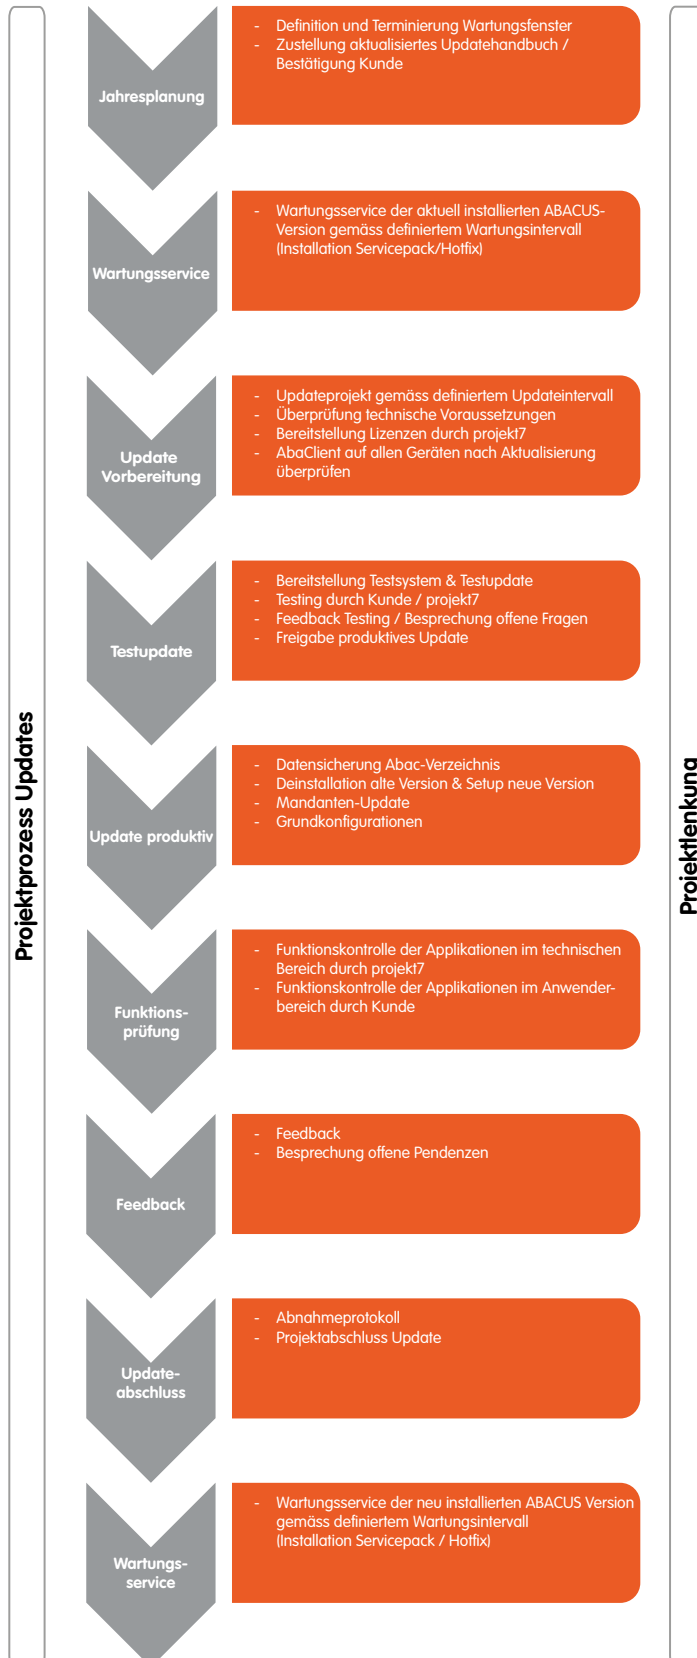 Projektprozess Updates
Jahresplanung
- Definition und Terminierung Wartungsfenster
- Zustellung aktualisiertes Updatehandbuch /
Bestätigung Kunde
Wartungsservice
- Wartungsservice der aktuell installierten ABACUS-
Version gemäss definiertem Wartungsintervall
(Installation Servicepack/Hotfix)
Update
Vorbereitung
- Updateprojekt gemäss definiertem Updateintervall
- Überprüfung technische Voraussetzungen
- Bereitstellung Lizenzen durch projekt7
- AbaClient auf allen Geräten nach Aktualisierung
überprüfen
Testupdate
- Bereitstellung Testsystem & Testupdate
- Testing durch Kunde / projekt7
- Feedback Testing / Besprechung offene Fragen
- Freigabe produktives Update
Update produktiv
- Datensicherung Abac-Verzeichnis
- Deinstallation alte Version & Setup neue Version
- Mandanten-Update
- Grundkonfigurationen
Funktions-
prüfung
- Funktionskontrolle der Applikationen im technischen
Bereich durch projekt7
- Funktionskontrolle der Applikationen im Anwender-
bereich durch Kunde
Feedback
- Feedback
- Besprechung offene Pendenzen
Update-
abschluss
- Abnahmeprotokoll
- Projektabschluss Update
Wartungs-
service
- Wartungsservice der neu installierten ABACUS Version
gemäss definiertem Wartungsintervall
(Installation Servicepack / Hotfix)
Projektlenkung